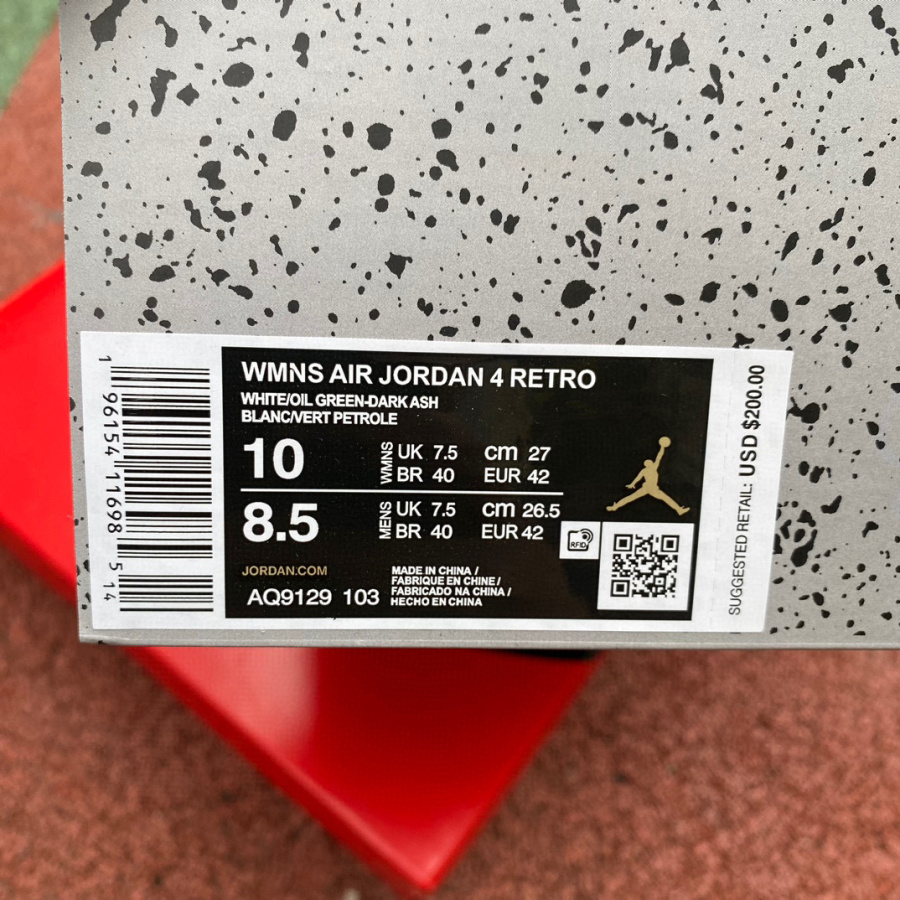 WMNS AIR JORDAN 4 RETRO
WHITE/OIL GREEN-DARK ASH
BLANC/VERT PETROLE
10 WMNS UK 7.5 cm 27
BR 40 EUR 42
8.5 MENS UK 7.5 cm 26.5
BR 40 EUR 42
RFID
JORDAN.COM
AQ9129 103
MADE IN CHINA /
FABRIQUE EN CHINE /
FABRICADO NA CHINA /
HECHO EN CHINA
1 96154 11698 5 14
SUGGESTED RETAIL: USD $200.00